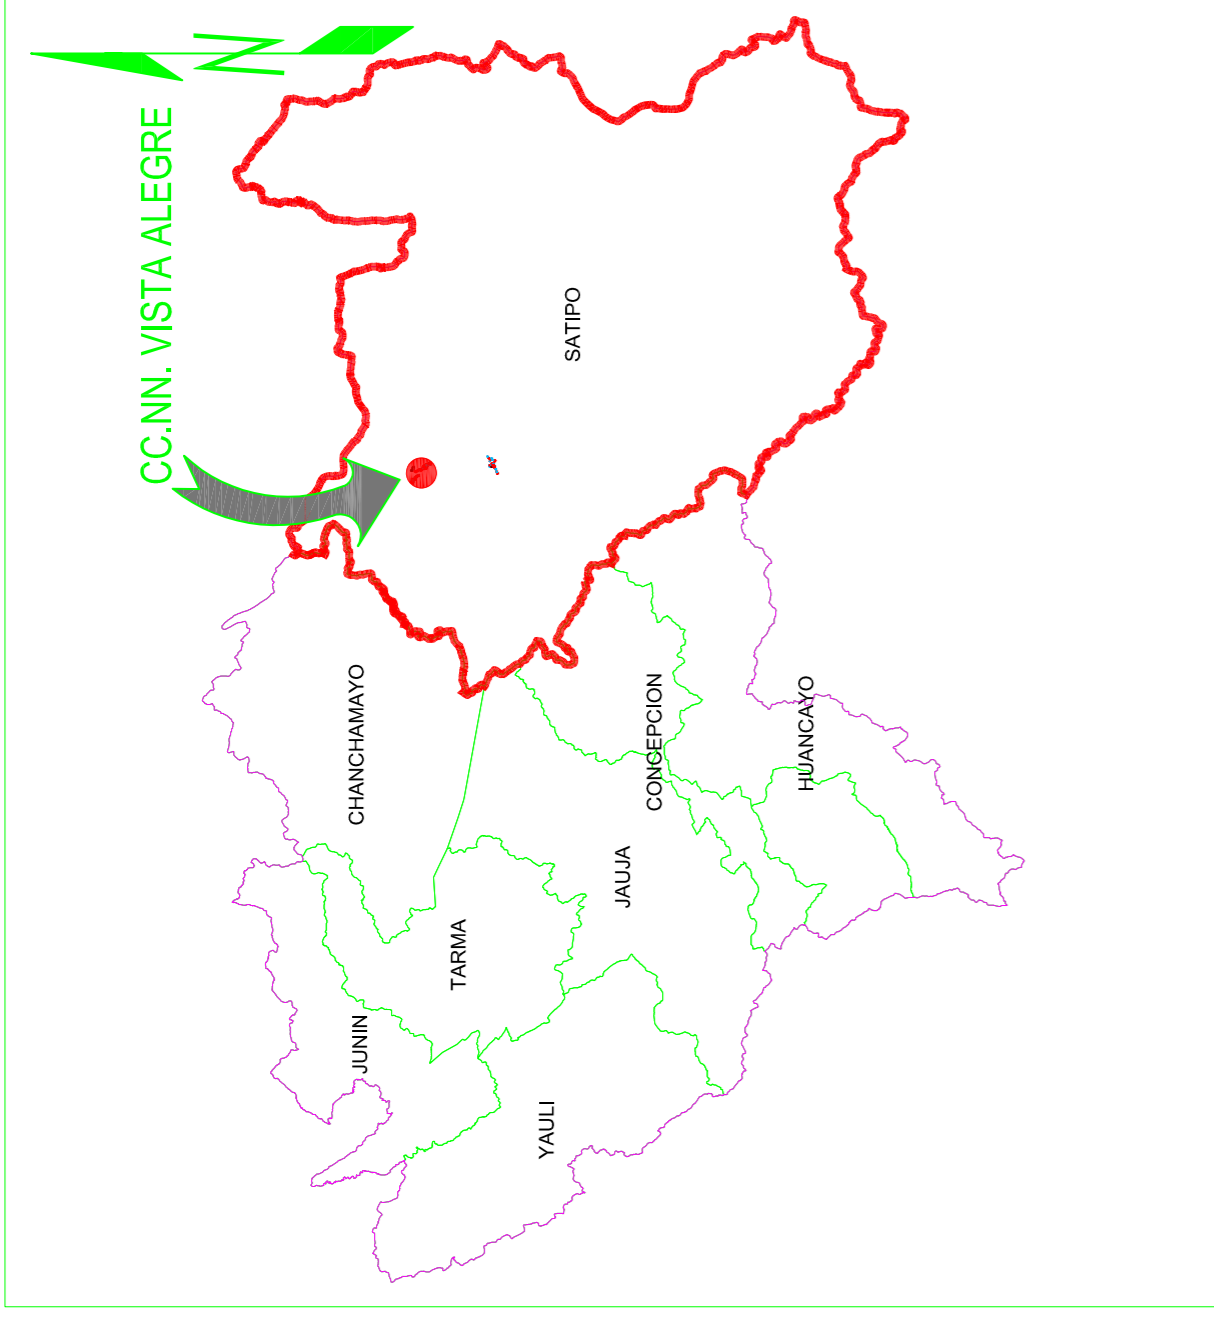 N
CC.NN. VISTA ALEGRE
SATIPO
CHANCHAMAYO
CONCEPCION
HUANCAYO
JAUJA
TARMA
JUNIN
YAULI